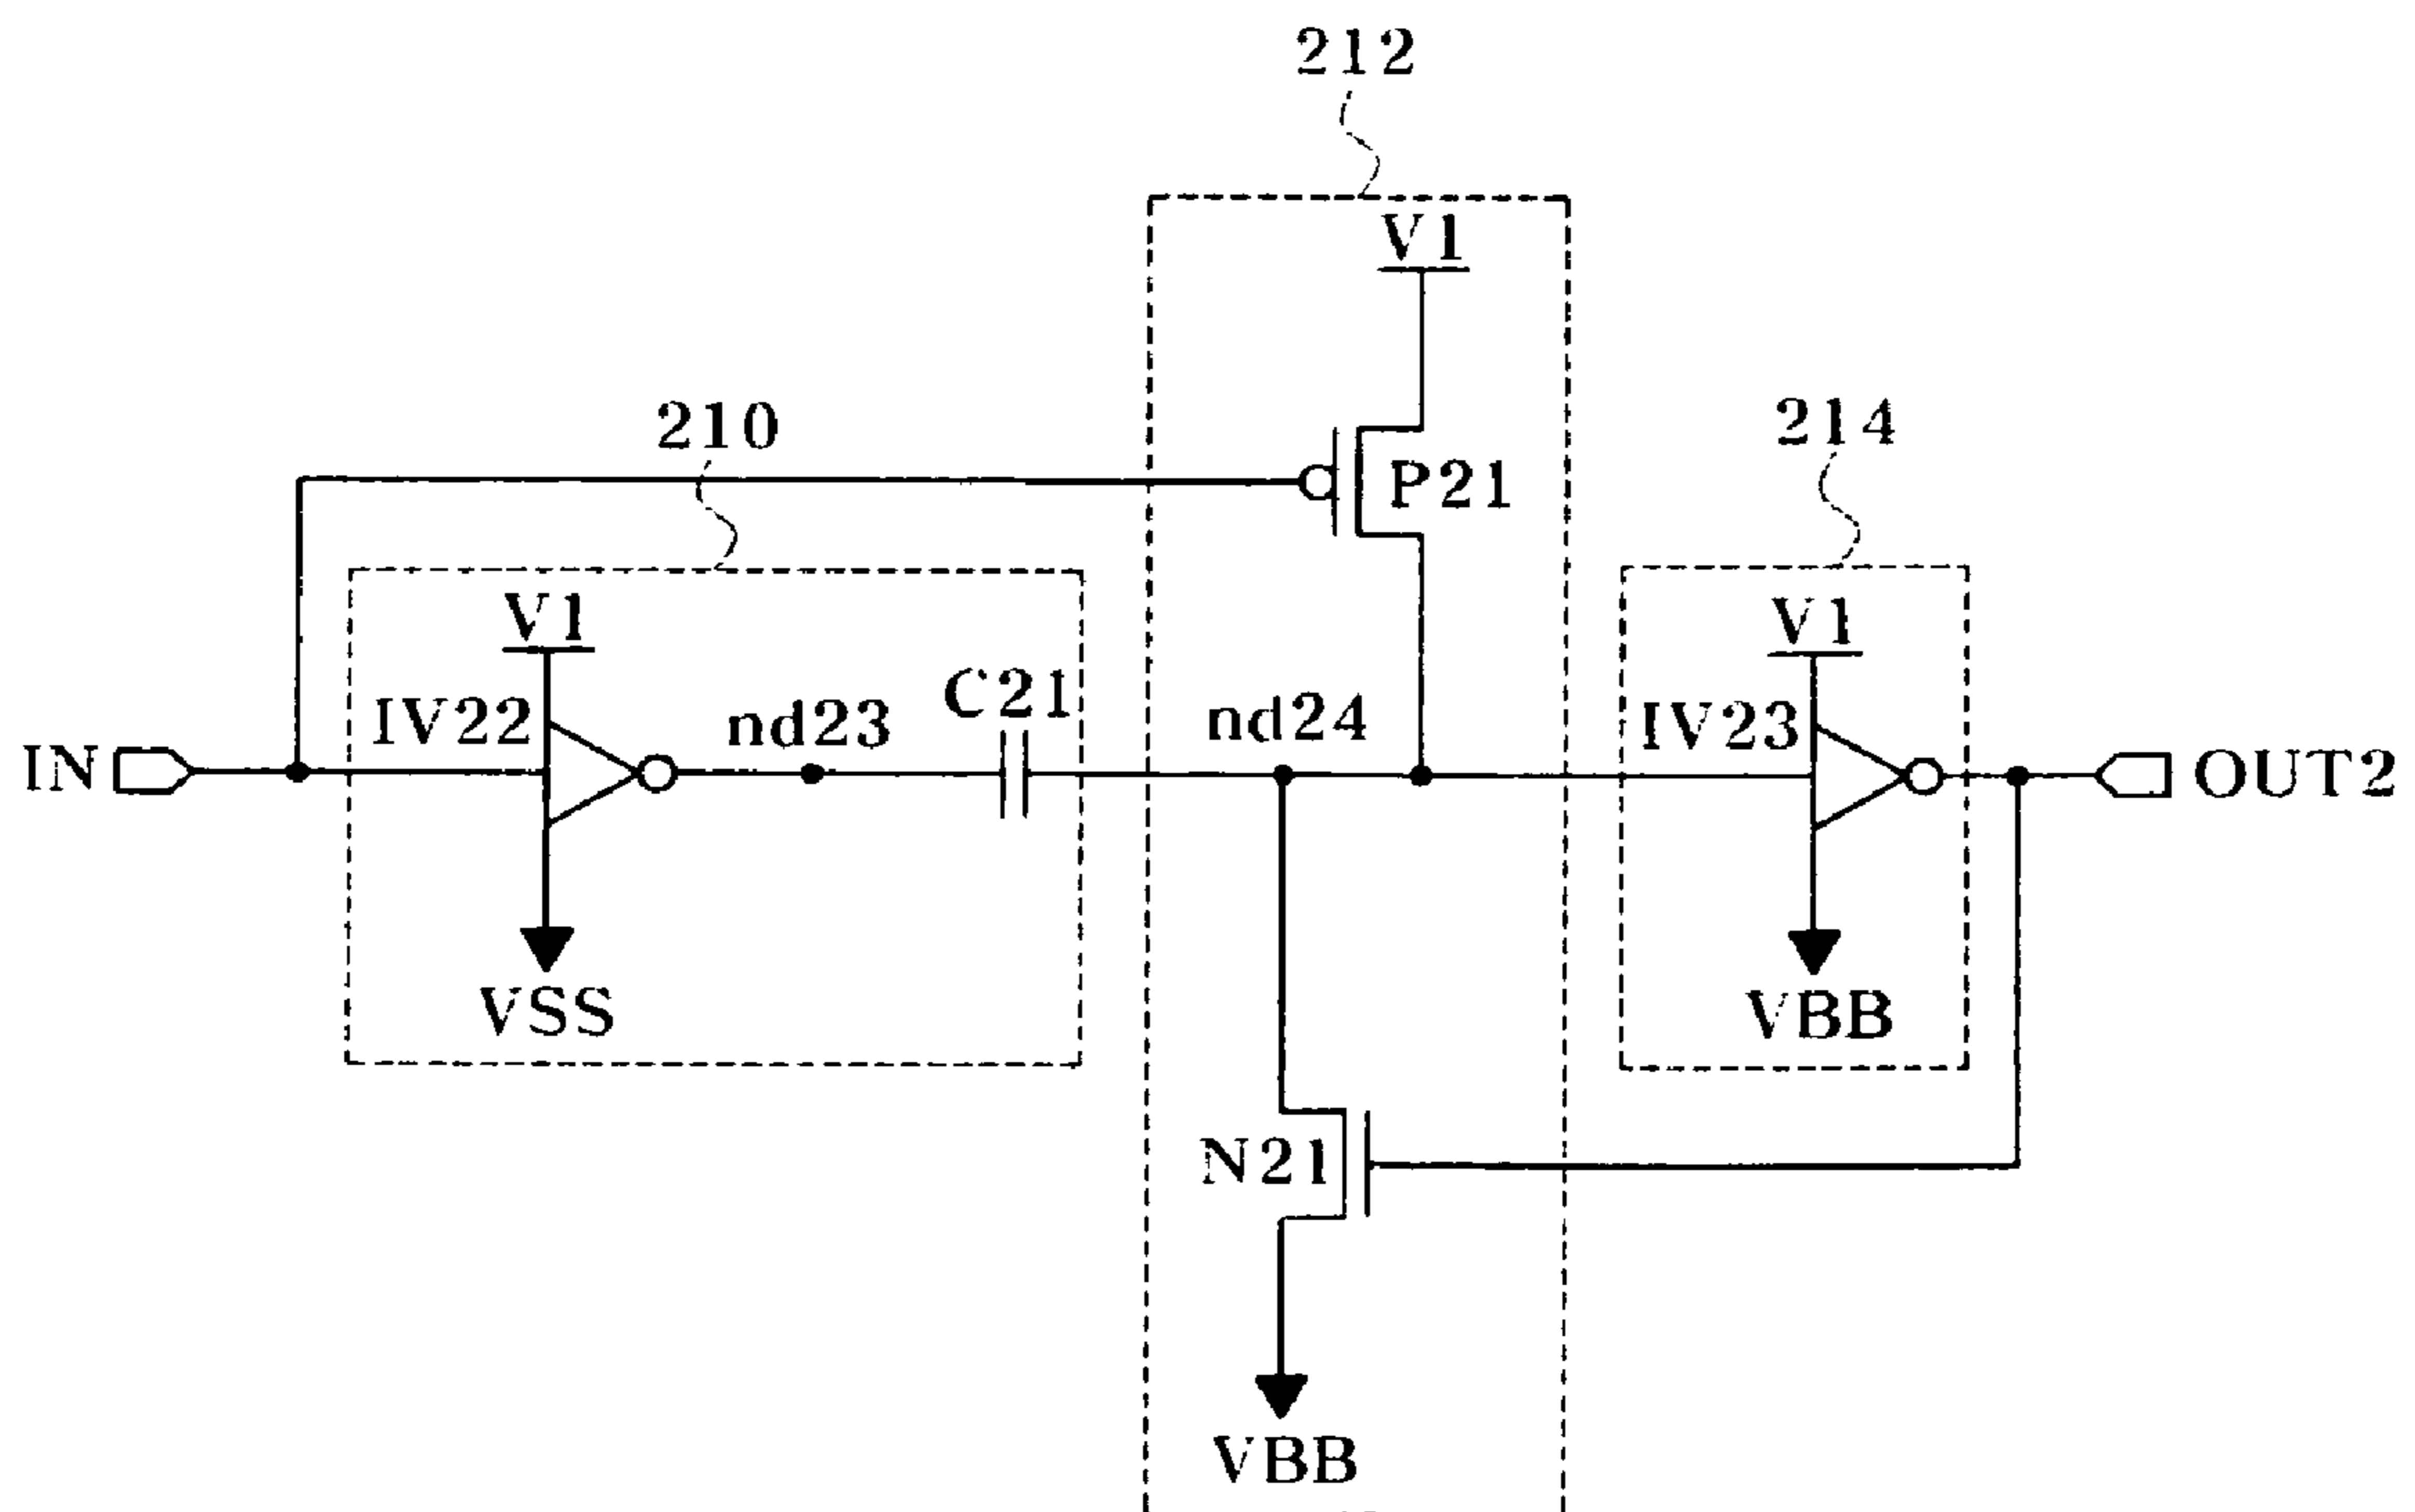 212
V1
210
214
P21
V1
V1
C21
IV22
nd23
nd24
IV23
IN
OUT2
VSS
VBB
N21
VBB